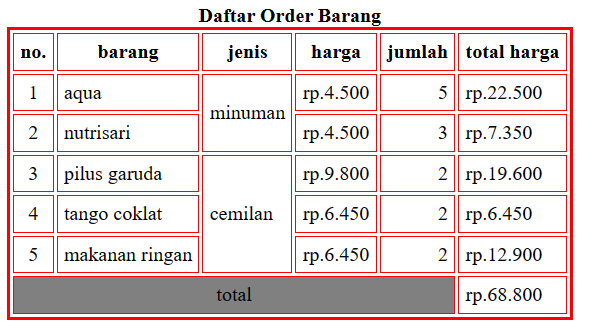 Daftar Order Barang
no. barang jenis harga jumlah total harga
1 aqua minuman rp.4.500 5 rp.22.500
2 nutrisari rp.4.500 3 rp.7.350
3 pilus garuda cemilan rp.9.800 2 rp.19.600
4 tango coklat rp.6.450 2 rp.6.450
5 makanan ringan rp.6.450 2 rp.12.900
total rp.68.800